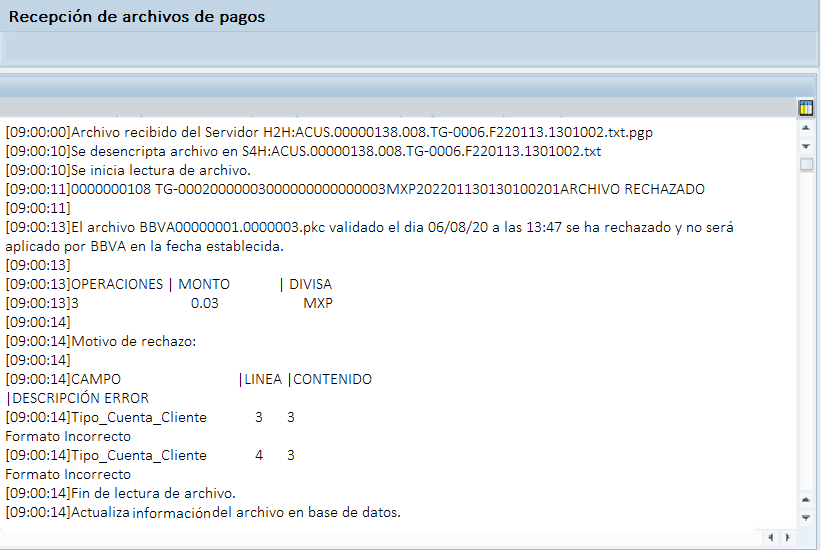 Recepción de archivos de pagos
[09:00:00]Archivo recibido del Servidor H2H:ACUS.00000138.008.TG-0006.F220113.1301002.txt.pgp
[09:00:10]Se desencripta archivo en S4H:ACUS.00000138.008.TG-0006.F220113.1301002.txt
[09:00:10]Se inicia lectura de archivo.
[09:00:11]0000000108 TG-00020000003000000000000003MXP202201130130100201ARCHIVO RECHAZADO
[09:00:11]
[09:00:13]El archivo BBVA00000001.0000003.pkc validado el dia 06/08/20 a las 13:47 se ha rechazado y no será
aplicado por BBVA en la fecha establecida.
[09:00:13]
[09:00:13]OPERACIONES | MONTO | DIVISA
[09:00:13]3 0.03 MXP
[09:00:14]
[09:00:14]Motivo de rechazo:
[09:00:14]
[09:00:14]CAMPO |LINEA |CONTENIDO
|DESCRIPCIÓN ERROR
[09:00:14]Tipo_Cuenta_Cliente 3 3
Formato Incorrecto
[09:00:14]Tipo_Cuenta_Cliente 4 3
Formato Incorrecto
[09:00:14]Fin de lectura de archivo.
[09:00:14]Actualiza información del archivo en base de datos.